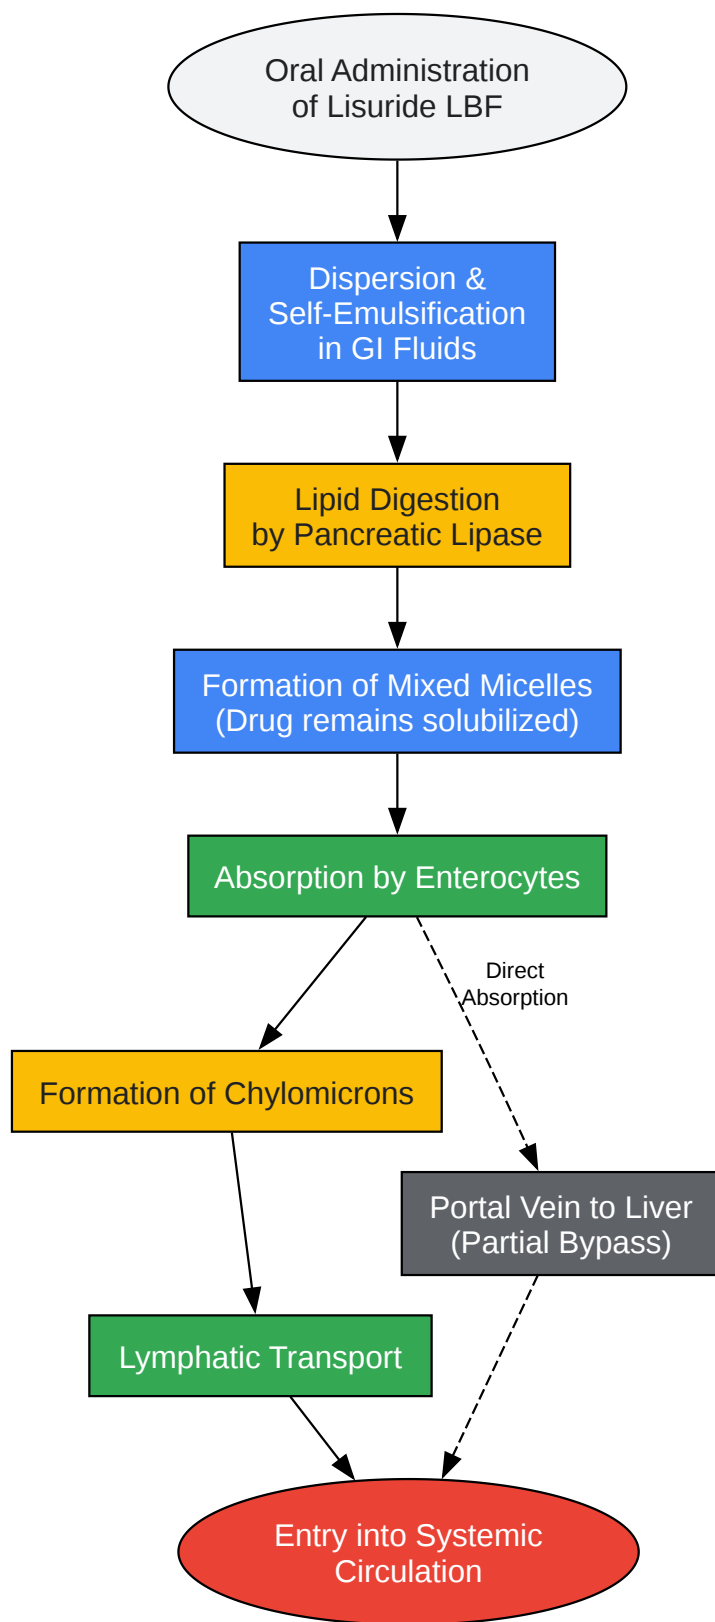 Oral Administration
of Lisuride LBF
Dispersion &
Self-Emulsification
in GI Fluids
Lipid Digestion
by Pancreatic Lipase
Formation of Mixed Micelles
(Drug remains solubilized)
Absorption by Enterocytes
Direct
Absorption
Formation of Chylomicrons
Portal Vein to Liver
(Partial Bypass)
Lymphatic Transport
Entry into Systemic
Circulation